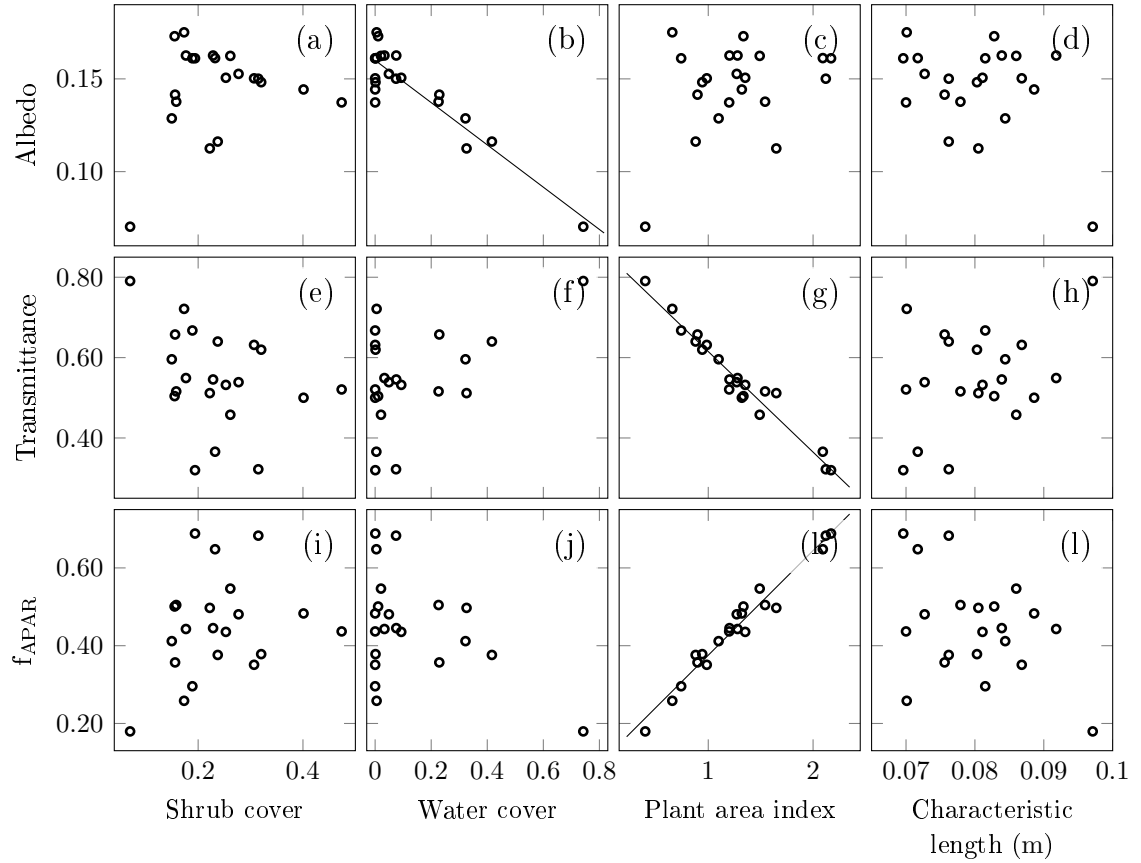 (a) (b) (c) (d)
0.15
0.10
Albedo
(e) (f) (g) (h)
0.80
0.60
0.40
Transmittance
(i) (j) (k) (l)
0.60
0.40
0.20
fAPAR
0.2 0.4 0 0.2 0.4 0.6 0.8 1 2 0.07 0.08 0.09 0.1
Shrub cover Water cover Plant area index Characteristic
length (m)